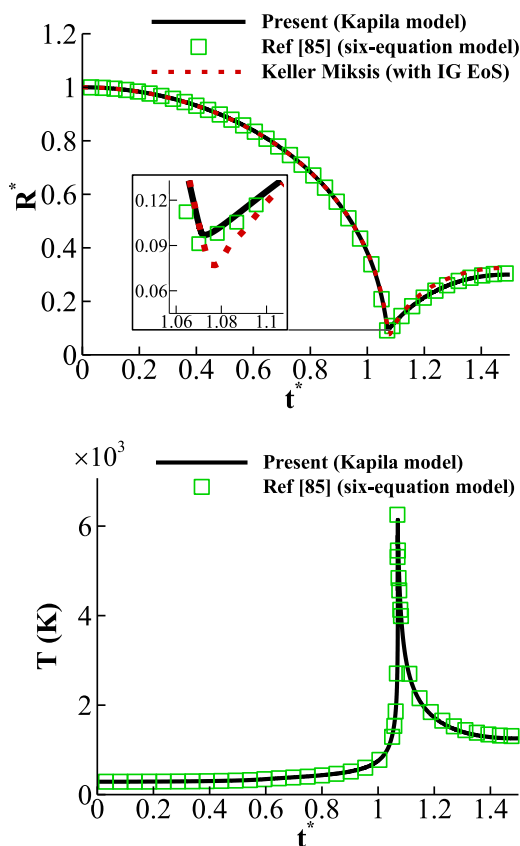 Present (Kapila model)
Ref [85] (six-equation model)
Keller Miksis (with IG EoS)
1.2
1
0.8
0.6
0.4
0.2
0
R*
0.12
0.09
0.06
1.06 1.08 1.1
0 0.2 0.4 0.6 0.8 1 1.2 1.4
t*
×10³
Present (Kapila model)
Ref [85] (six-equation model)
6
4
2
0
T (K)
0 0.2 0.4 0.6 0.8 1 1.2 1.4
t*